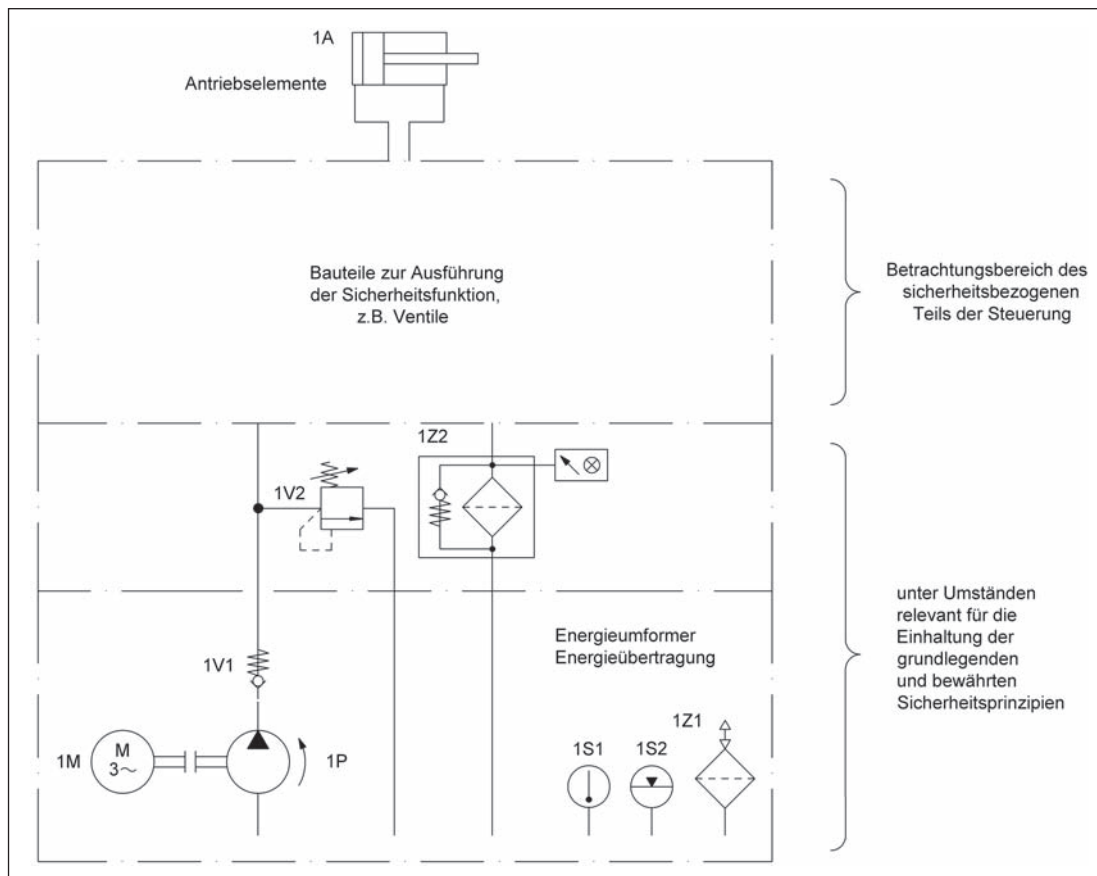 1A
Antriebselemente
Bauteile zur Ausführung
der Sicherheitsfunktion,
z.B. Ventile
Betrachtungsbereich des
sicherheitsbezogenen
Teils der Steuerung
1Z2
1V2
unter Umständen
relevant für die
Einhaltung der
grundlegenden
und bewährten
Sicherheitsprinzipien
Energieumformer
Energieübertragung
1V1
1M
M
3~
1P
1S1
1S2
1Z1